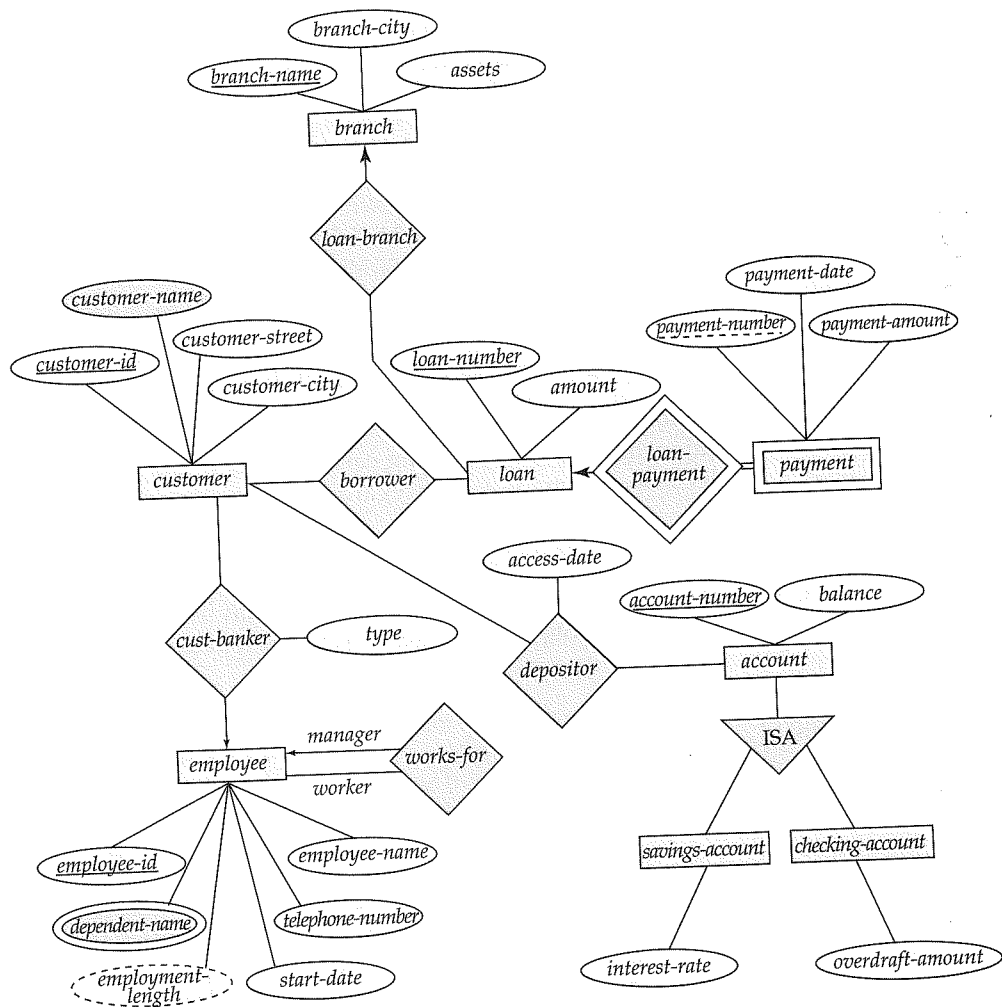 branch-city
branch-name
assets
branch
loan-branch
customer-name
payment-date
customer-street
payment-number
payment-amount
customer-id
loan-number
customer-city
amount
customer
borrower
loan
loan-
payment
payment
access-date
account-number
balance
cust-banker
type
depositor
account
manager
employee
works-for
worker
ISA
employee-id
employee-name
savings-account
checking-account
dependent-name
telephone-number
employment-
length
start-date
interest-rate
overdraft-amount